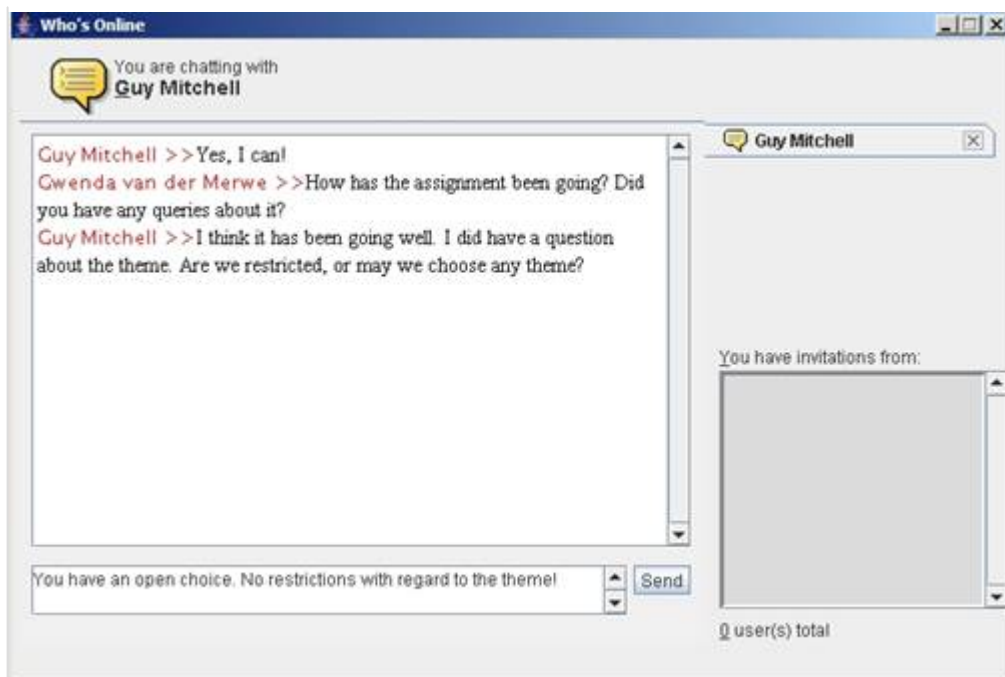 Who's Online
You are chatting with
Guy Mitchell
Guy Mitchell >>Yes, I can!
Gwenda van der Merwe >>How has the assignment been going? Did
you have any queries about it?
Guy Mitchell >>I think it has been going well. I did have a question
about the theme. Are we restricted, or may we choose any theme?
You have an open choice. No restrictions with regard to the theme!
Send
Guy Mitchell
You have invitations from:
0 user(s) total